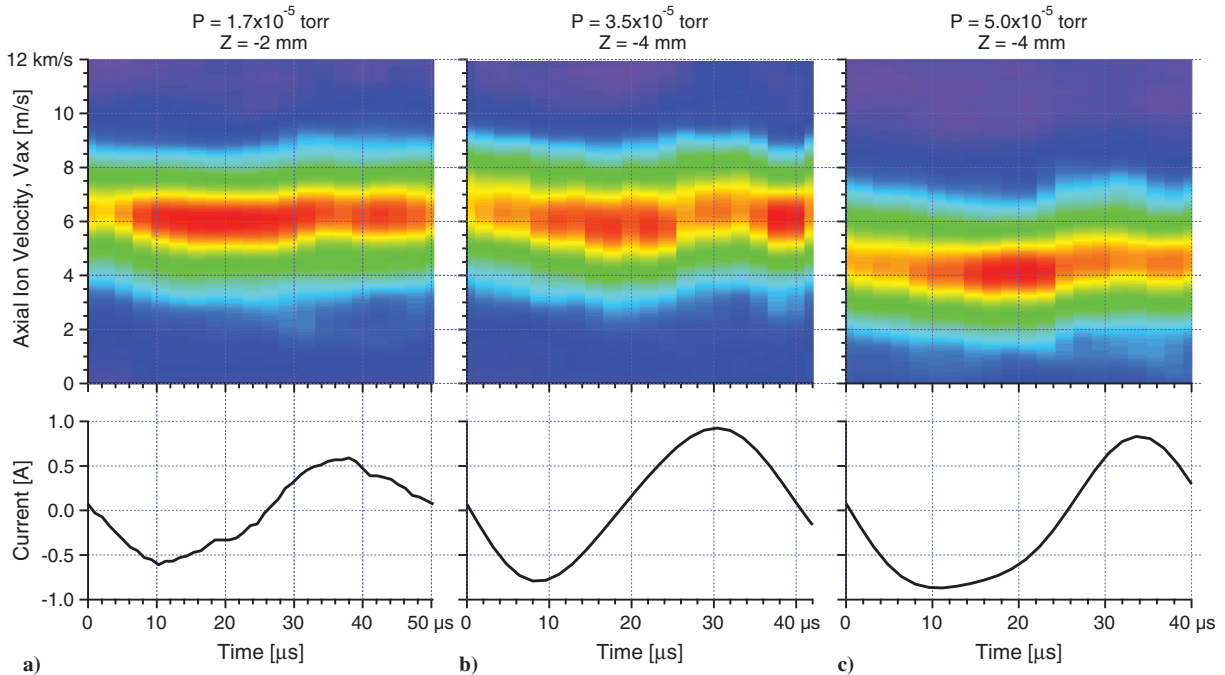 P = 1.7x10⁻⁵ torr
Z = -2 mm
P = 3.5x10⁻⁵ torr
Z = -4 mm
P = 5.0x10⁻⁵ torr
Z = -4 mm
Axial Ion Velocity, Vax [m/s]
12 km/s
10
8
6
4
2
0
0 10 20 30 40 50 µs
0 10 20 30 40 µs
0 10 20 30 40 µs
Current [A]
1.0
0.5
0.0
-0.5
-1.0
Time [µs]
Time [µs]
Time [µs]
a)
b)
c)